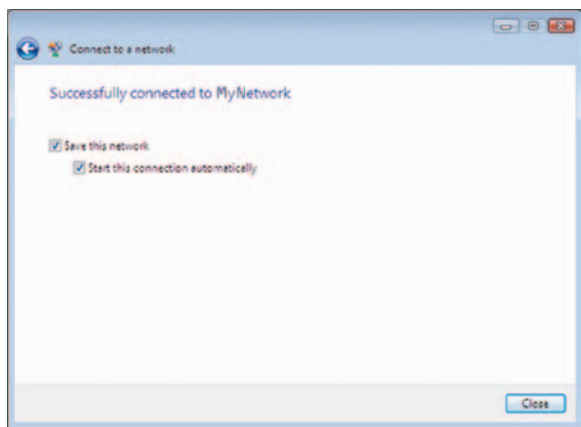 Connect to a network
Successfully connected to MyNetwork
Save this network
Start this connection automatically
Close